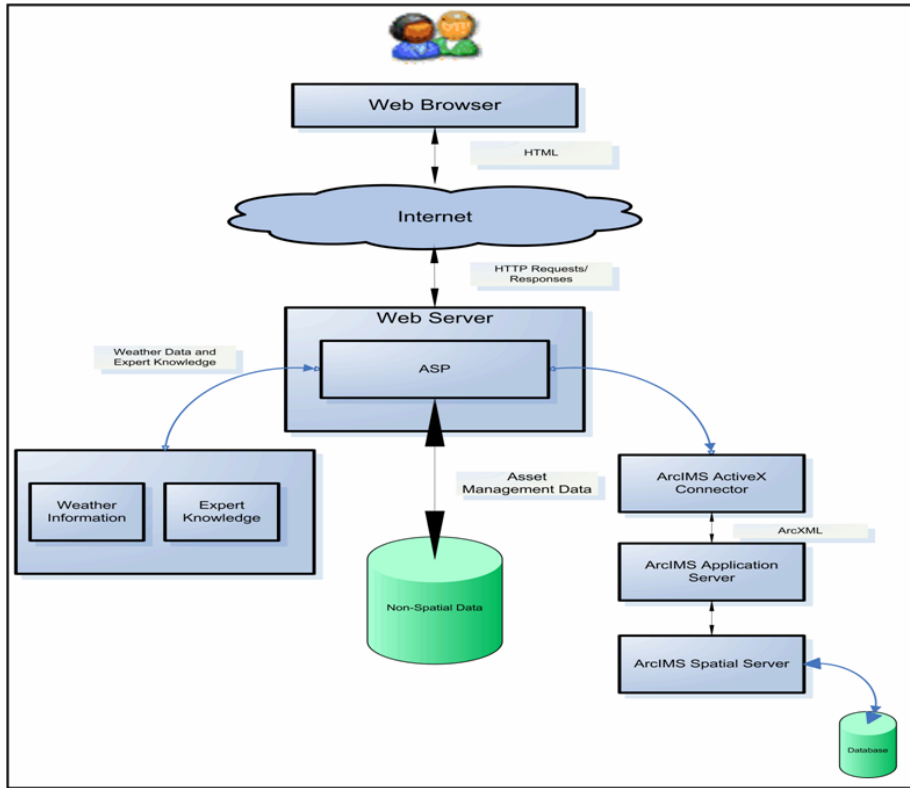 Web Browser
HTML
Internet
HTTP Requests/
Responses
Web Server
ASP
Weather Data and
Expert Knowledge
Weather
Information
Expert
Knowledge
Asset
Management Data
Non-Spatial Data
ArcIMS ActiveX
Connector
ArcXML
ArcIMS Application
Server
ArcIMS Spatial Server
Database